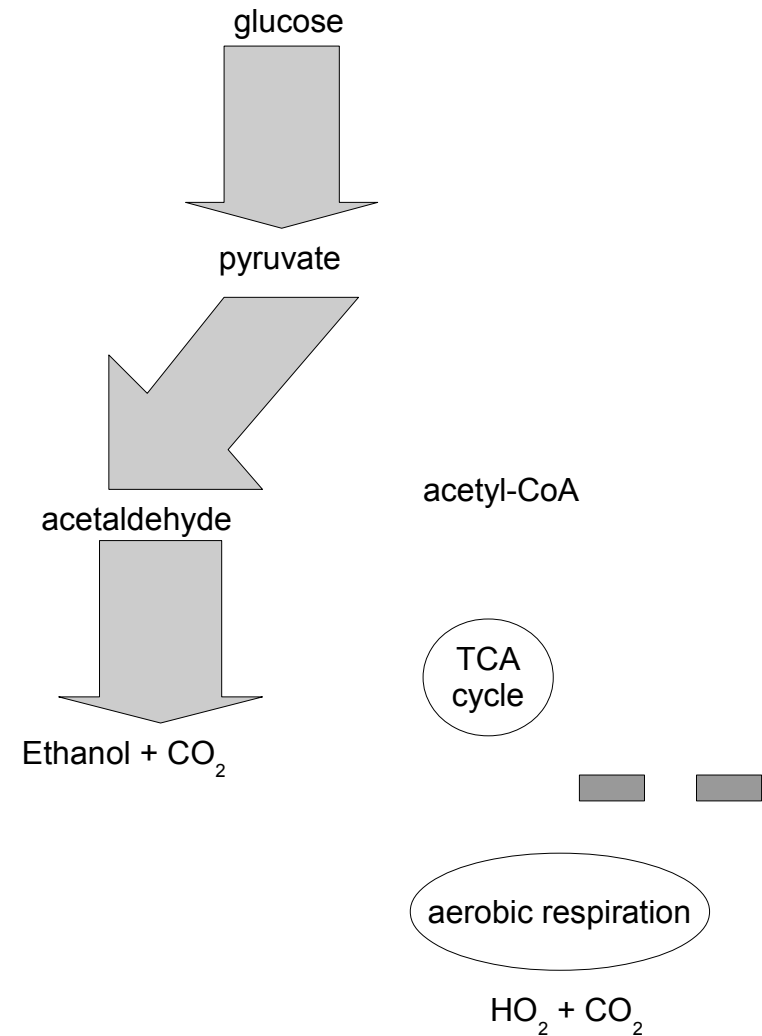 glucose
pyruvate
acetyl-CoA
acetaldehyde
TCA
cycle
Ethanol + CO₂
aerobic respiration
HO₂ + CO₂